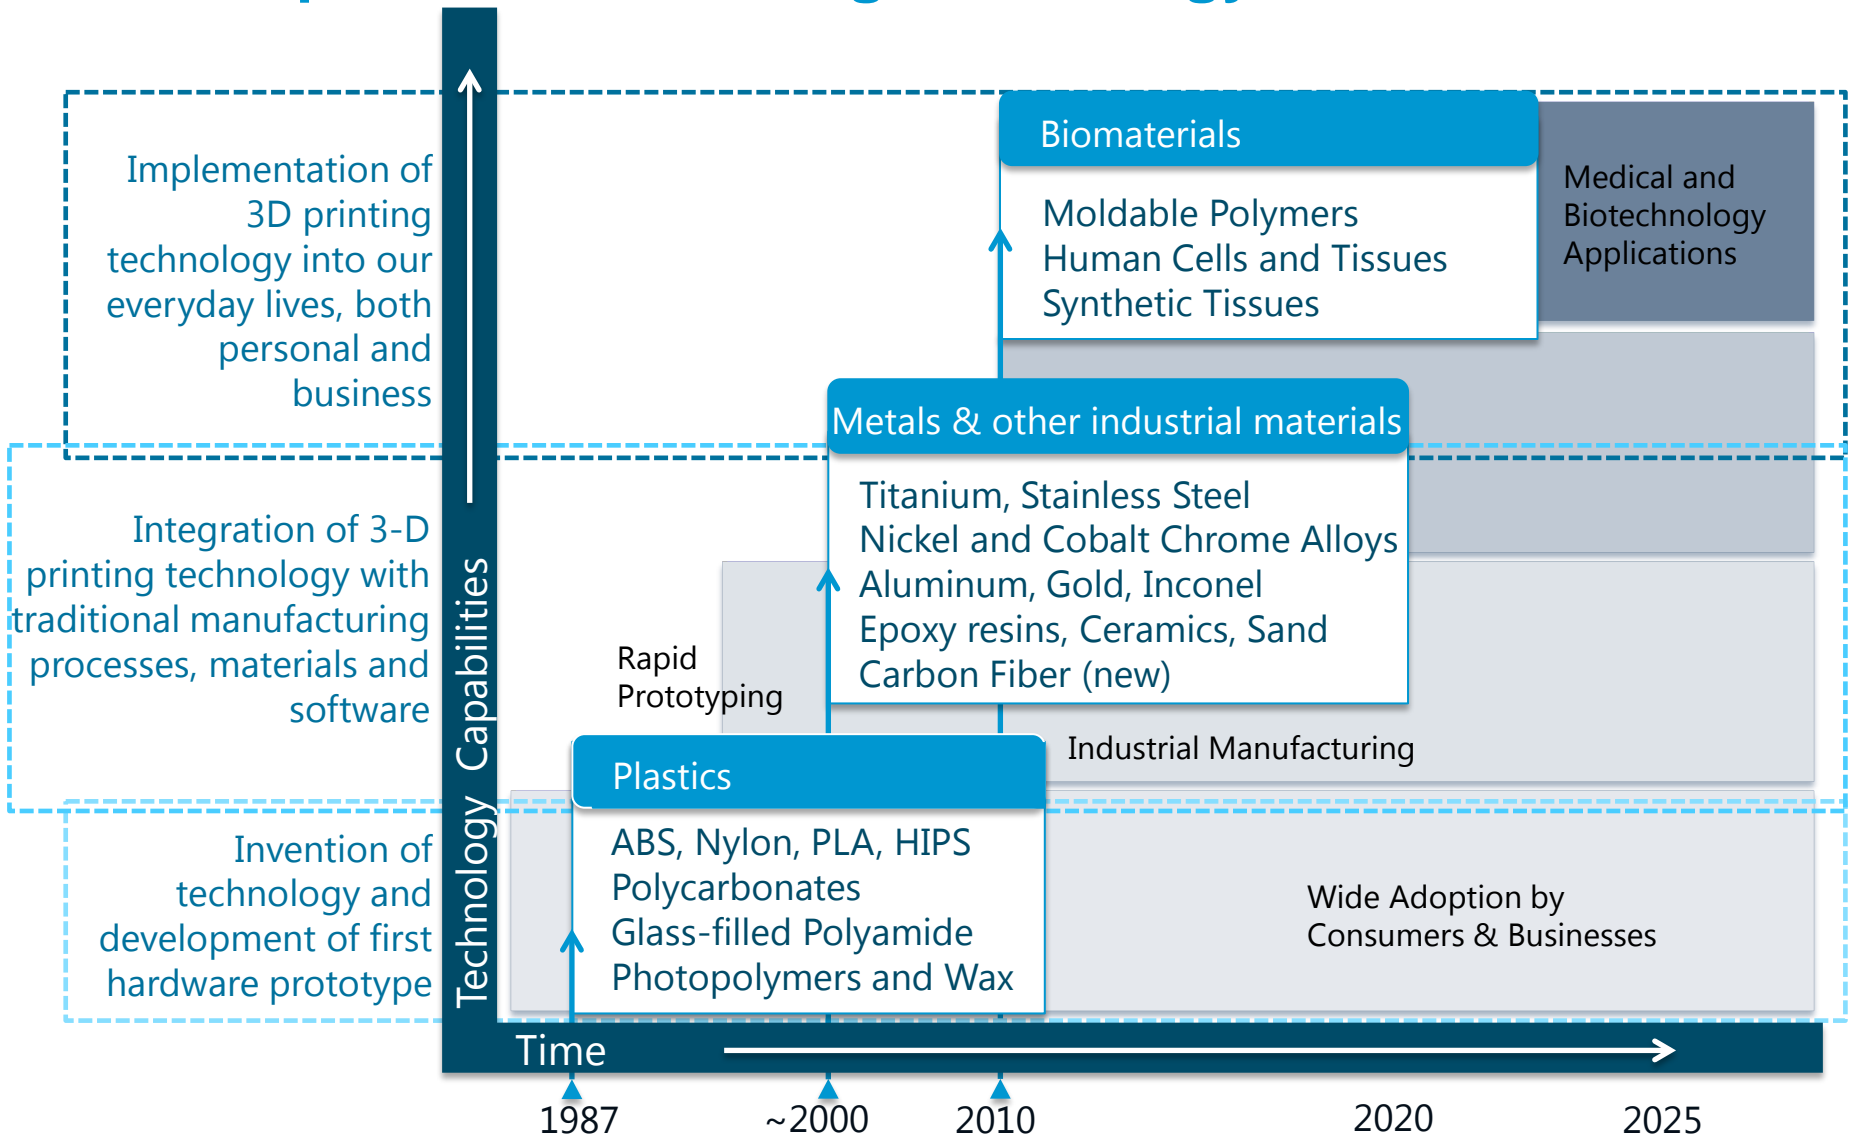 Implementation of
3D printing
technology into our
everyday lives, both
personal and
business
Integration of 3-D
printing technology with
traditional manufacturing
processes, materials and
software
Invention of
technology and
development of first
hardware prototype
Technology Capabilities
Biomaterials
Moldable Polymers
Human Cells and Tissues
Synthetic Tissues
Medical and
Biotechnology
Applications
Metals & other industrial materials
Titanium, Stainless Steel
Nickel and Cobalt Chrome Alloys
Aluminum, Gold, Inconel
Epoxy resins, Ceramics, Sand
Carbon Fiber (new)
Rapid
Prototyping
Industrial Manufacturing
Plastics
ABS, Nylon, PLA, HIPS
Polycarbonates
Glass-filled Polyamide
Photopolymers and Wax
Wide Adoption by
Consumers & Businesses
Time
1987
~2000
2010
2020
2025